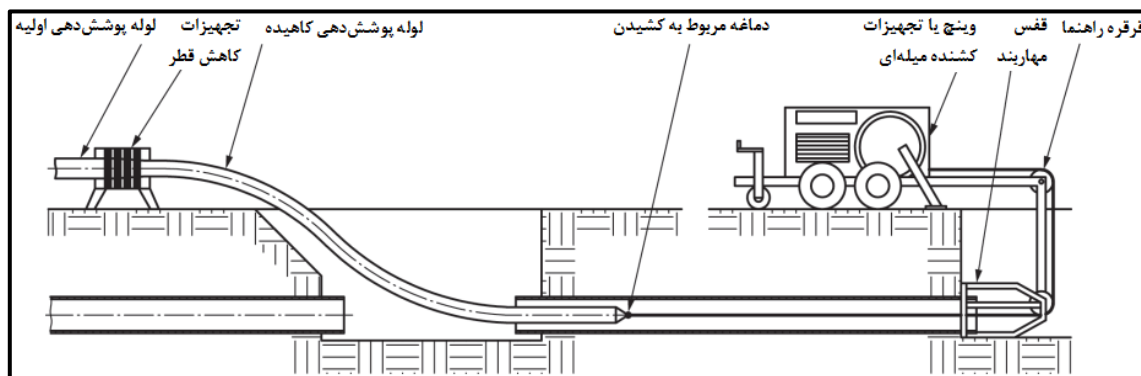 لوله پوشش‌دهی اولیه
تجهیزات
کاهش قطر
لوله پوشش‌دهی کاهیده
دماغه مربوط به کشیدن
وینچ یا تجهیزات
کشنده میله‌ای
قفس
مهاربند
قرقره راهنما